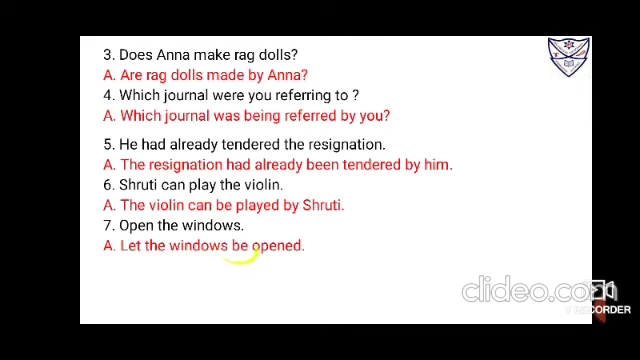 3. Does Anna make rag dolls?
A. Are rag dolls made by Anna?
4. Which journal were you referring to ?
A. Which journal was being referred by you?
5. He had already tendered the resignation.
A. The resignation had already been tendered by him.
6. Shruti can play the violin.
A. The violin can be played by Shruti.
7. Open the windows.
A. Let the windows be opened.
clideo.com
V RECORDER